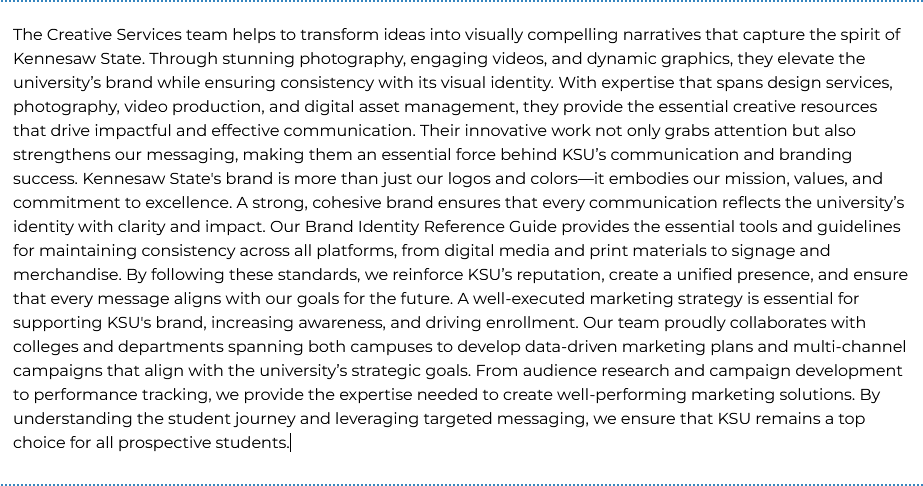 The Creative Services team helps to transform ideas into visually compelling narratives that capture the spirit of
Kennesaw State. Through stunning photography, engaging videos, and dynamic graphics, they elevate the
university’s brand while ensuring consistency with its visual identity. With expertise that spans design services,
photography, video production, and digital asset management, they provide the essential creative resources
that drive impactful and effective communication. Their innovative work not only grabs attention but also
strengthens our messaging, making them an essential force behind KSU’s communication and branding
success. Kennesaw State's brand is more than just our logos and colors—it embodies our mission, values, and
commitment to excellence. A strong, cohesive brand ensures that every communication reflects the university’s
identity with clarity and impact. Our Brand Identity Reference Guide provides the essential tools and guidelines
for maintaining consistency across all platforms, from digital media and print materials to signage and
merchandise. By following these standards, we reinforce KSU’s reputation, create a unified presence, and ensure
that every message aligns with our goals for the future. A well-executed marketing strategy is essential for
supporting KSU's brand, increasing awareness, and driving enrollment. Our team proudly collaborates with
colleges and departments spanning both campuses to develop data-driven marketing plans and multi-channel
campaigns that align with the university’s strategic goals. From audience research and campaign development
to performance tracking, we provide the expertise needed to create well-performing marketing solutions. By
understanding the student journey and leveraging targeted messaging, we ensure that KSU remains a top
choice for all prospective students.